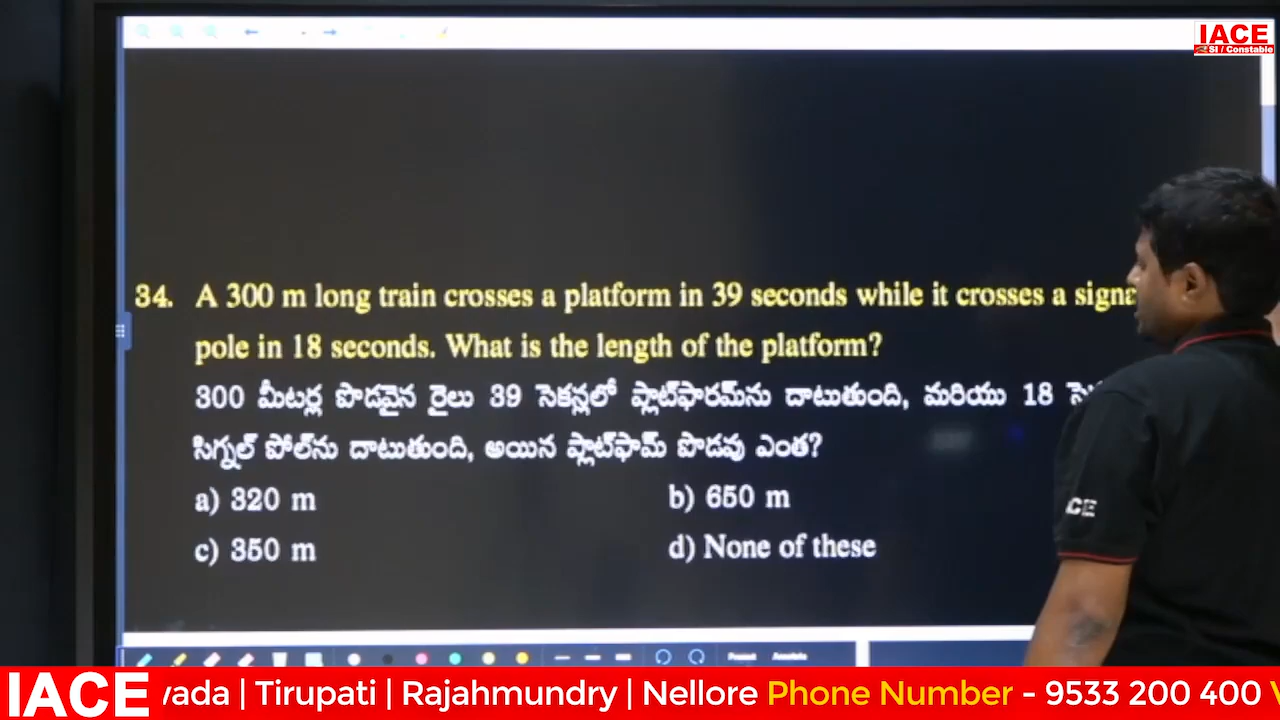 IACE
SI / Constable
34. A 300 m long train crosses a platform in 39 seconds while it crosses a
pole in 18 seconds. What is the length of the platform?
300 మీటర్ల పొడవైన రైలు 39 సెకన్లలో ప్లాట్‌ఫారమ్‌ను దాటుతుంది, మరియు 18
సిగ్నల్ పోల్‌ను దాటుతుంది, అయిన ప్లాట్‌ఫామ్ పొడవు ఎంత?
a) 320 m b) 650 m
c) 350 m d) None of these
IACE vada | Tirupati | Rajahmundry | Nellore Phone Number - 9533 200 400